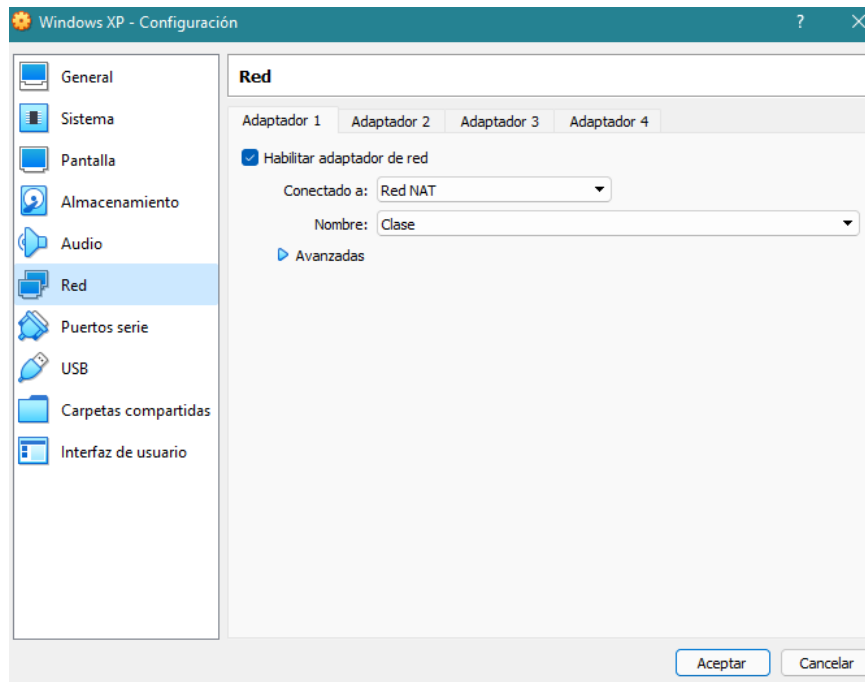 Windows XP - Configuración ?
General
Sistema
Pantalla
Almacenamiento
Audio
Red
Puertos serie
USB
Carpetas compartidas
Interfaz de usuario
Red
Adaptador 1 Adaptador 2 Adaptador 3 Adaptador 4
Habilitar adaptador de red
Conectado a: Red NAT
Nombre: Clase
Avanzadas
Aceptar Cancelar